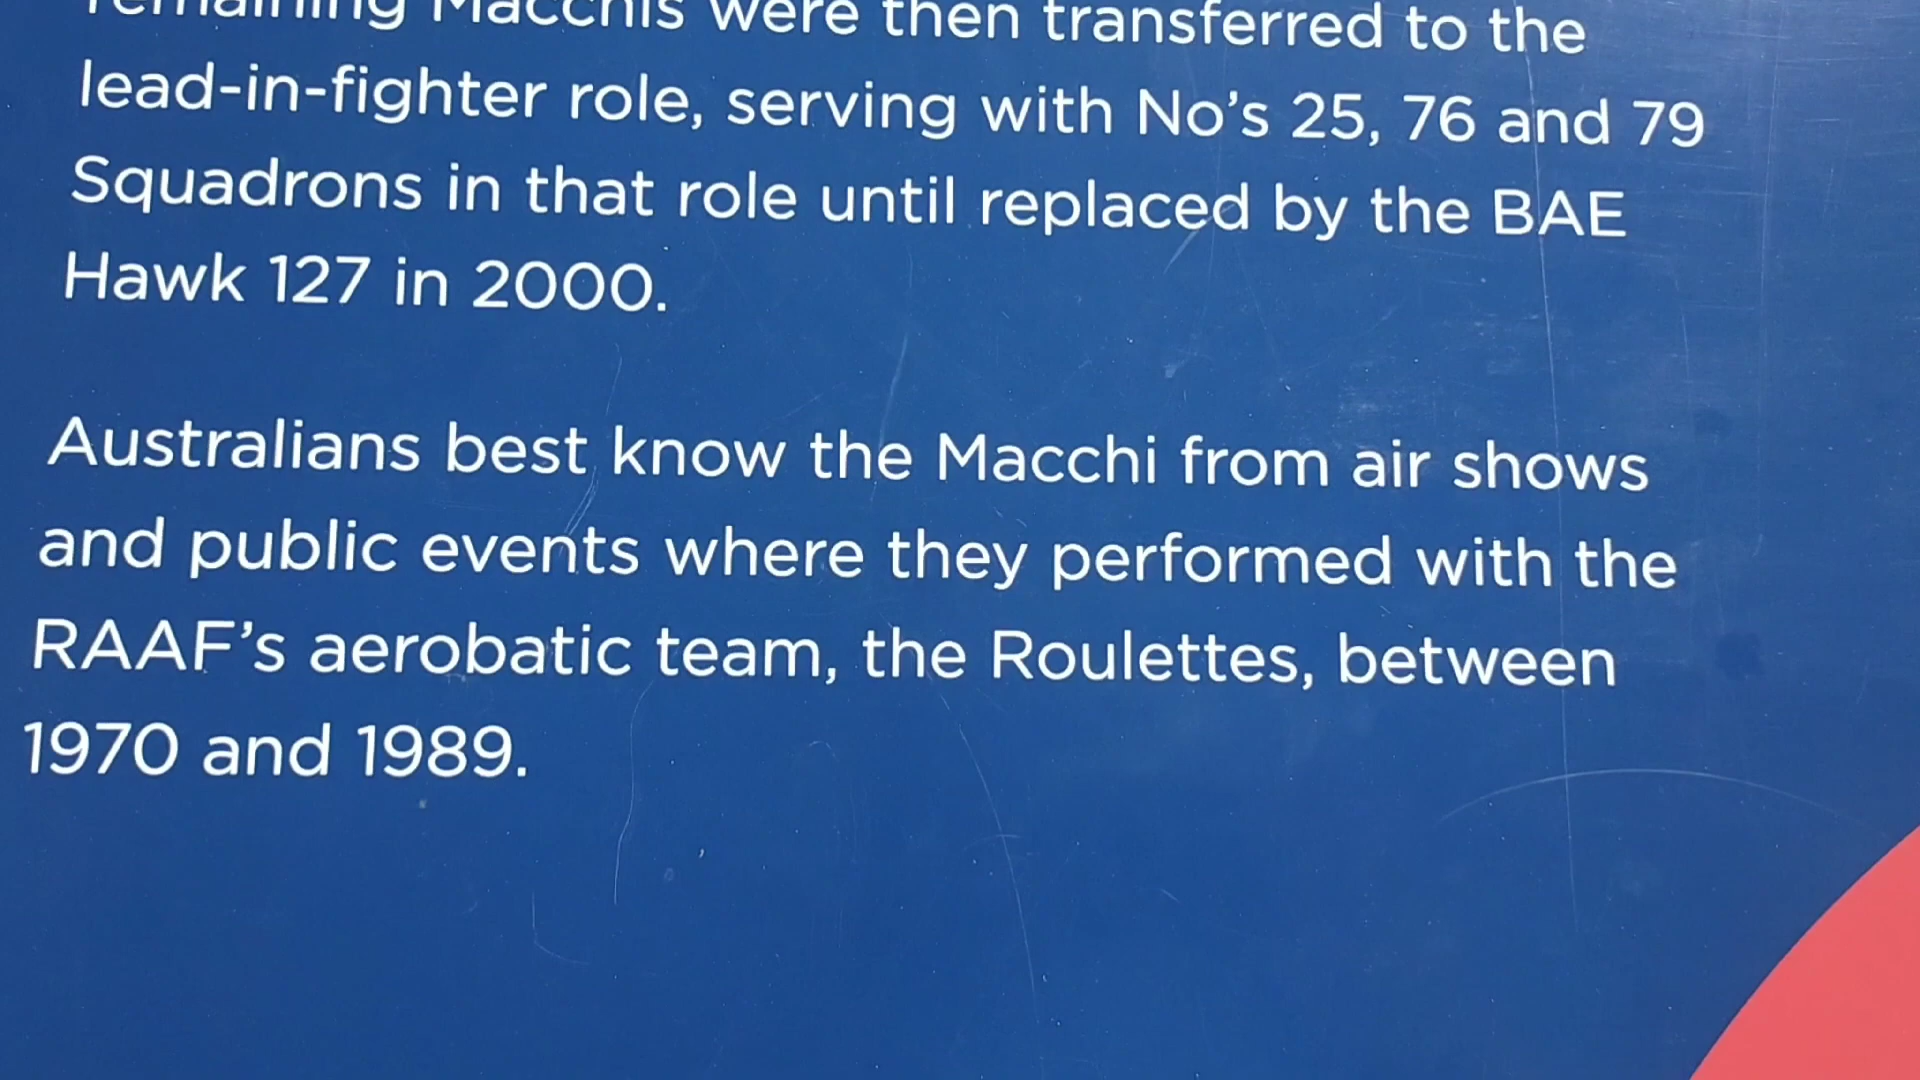 remaining Macchis were then transferred to the
lead-in-fighter role, serving with No’s 25, 76 and 79
Squadrons in that role until replaced by the BAE
Hawk 127 in 2000.
Australians best know the Macchi from air shows
and public events where they performed with the
RAAF’s aerobatic team, the Roulettes, between
1970 and 1989.